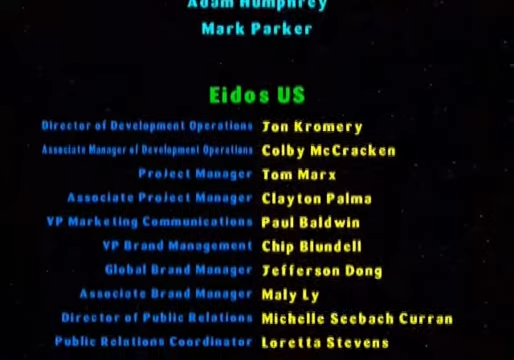 Adam Humphrey
Mark Parker
Eidos US
Director of Development Operations Jon Kromery
Associate Manager of Development Operations Colby McCracken
Project Manager Tom Marx
Associate Project Manager Clayton Palma
VP Marketing Communications Paul Baldwin
VP Brand Management Chip Blundell
Global Brand Manager Jefferson Dong
Associate Brand Manager Maly Ly
Director of Public Relations Michelle Seebach Curran
Public Relations Coordinator Loretta Stevens